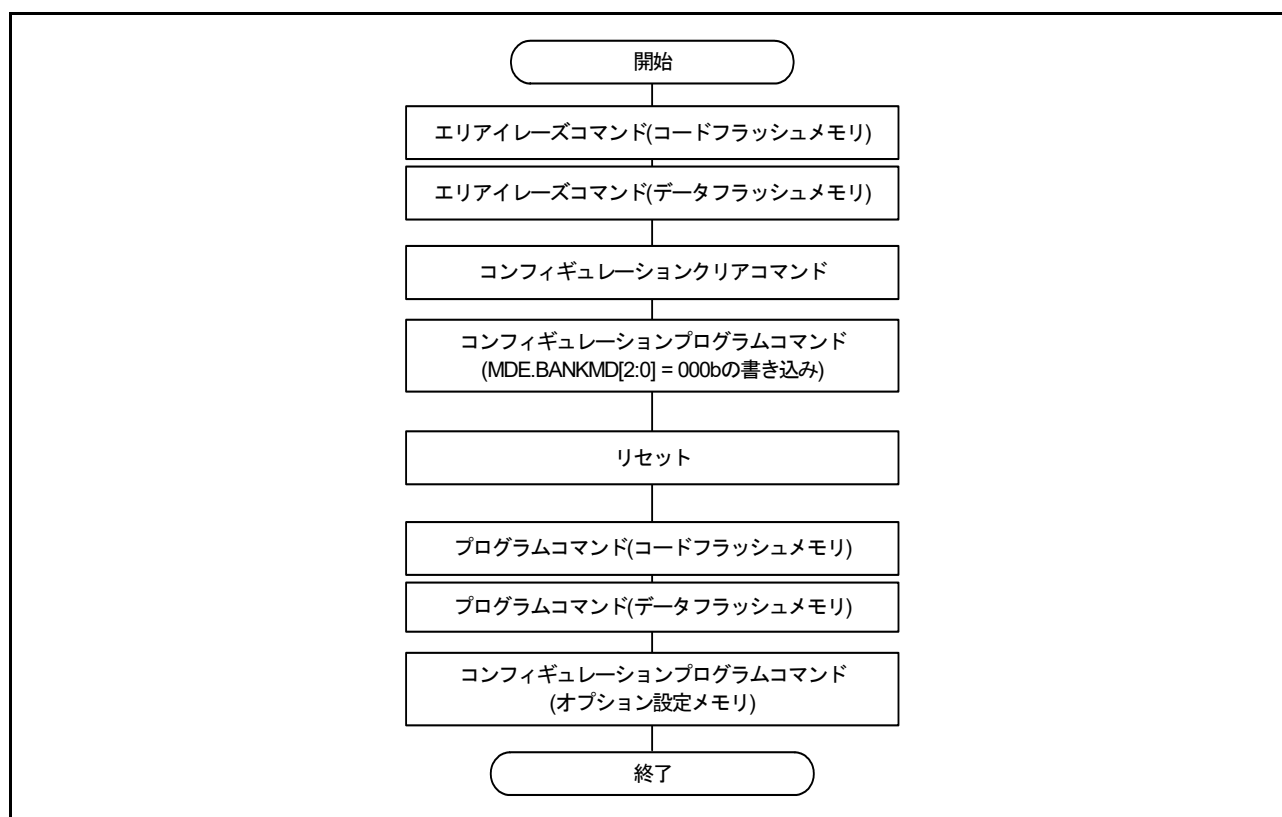 開始
エリアイレーズコマンド(コードフラッシュメモリ)
エリアイレーズコマンド(データフラッシュメモリ)
コンフィギュレーションクリアコマンド
コンフィギュレーションプログラムコマンド
(MDE.BANKMD[2:0] = 000bの書き込み)
リセット
プログラムコマンド(コードフラッシュメモリ)
プログラムコマンド(データフラッシュメモリ)
コンフィギュレーションプログラムコマンド
(オプション設定メモリ)
終了